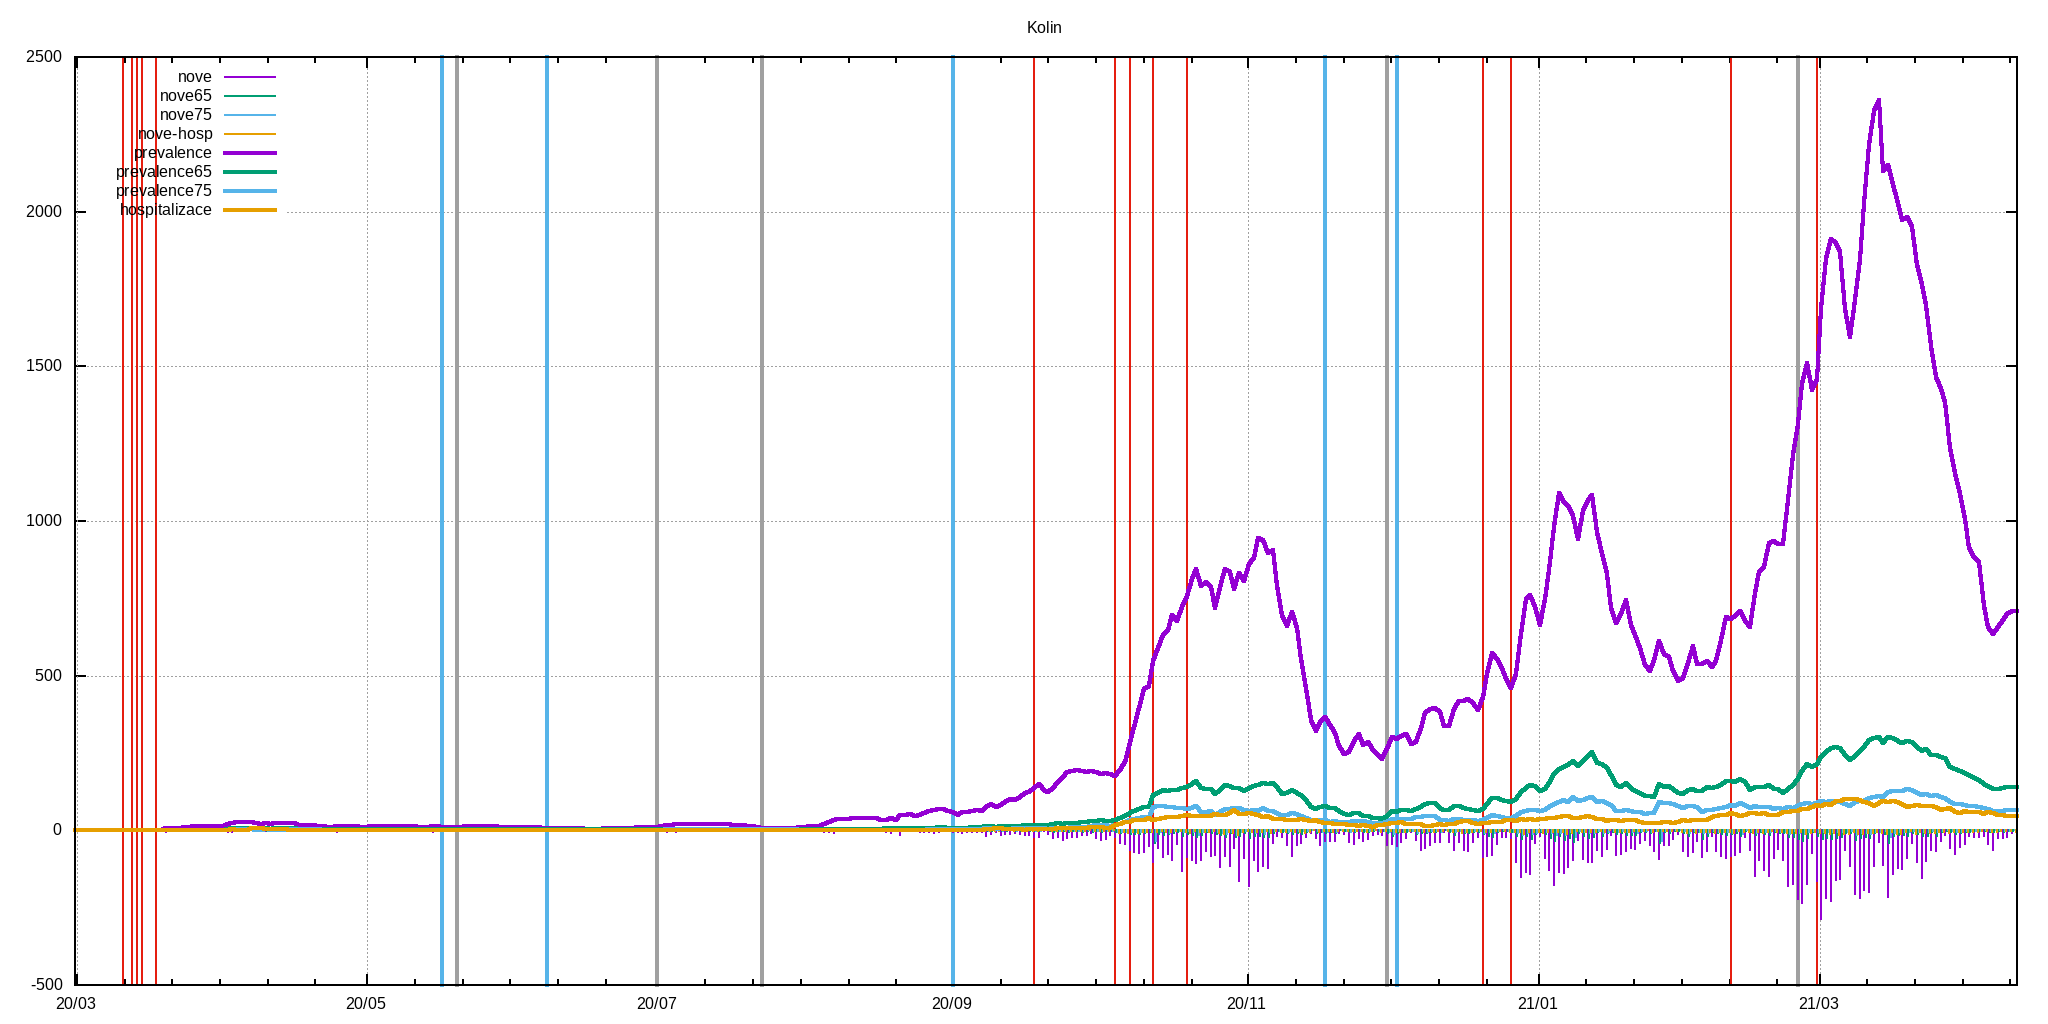 Kolin
2500
2000
1500
1000
500
0
-500
nove
nove65
nove75
nove-hosp
prevalence
prevalence65
prevalence75
hospitalizace
20/03
20/05
20/07
20/09
20/11
21/01
21/03